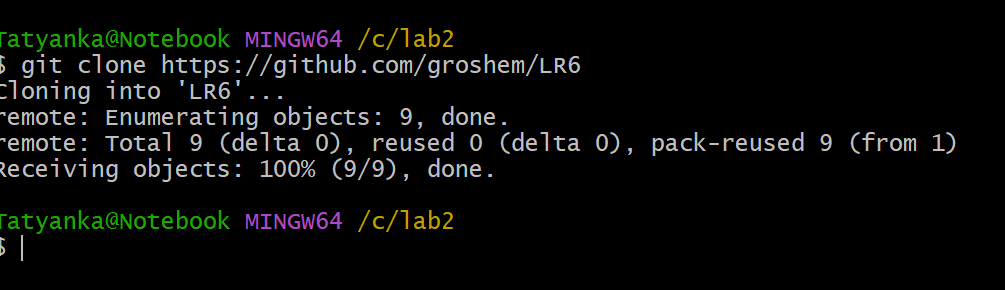 Tatyanka@Notebook MINGW64 /c/lab2
$ git clone https://github.com/groshem/LR6
Cloning into 'LR6'...
remote: Enumerating objects: 9, done.
remote: Total 9 (delta 0), reused 0 (delta 0), pack-reused 9 (from 1)
Receiving objects: 100% (9/9), done.
Tatyanka@Notebook MINGW64 /c/lab2
$